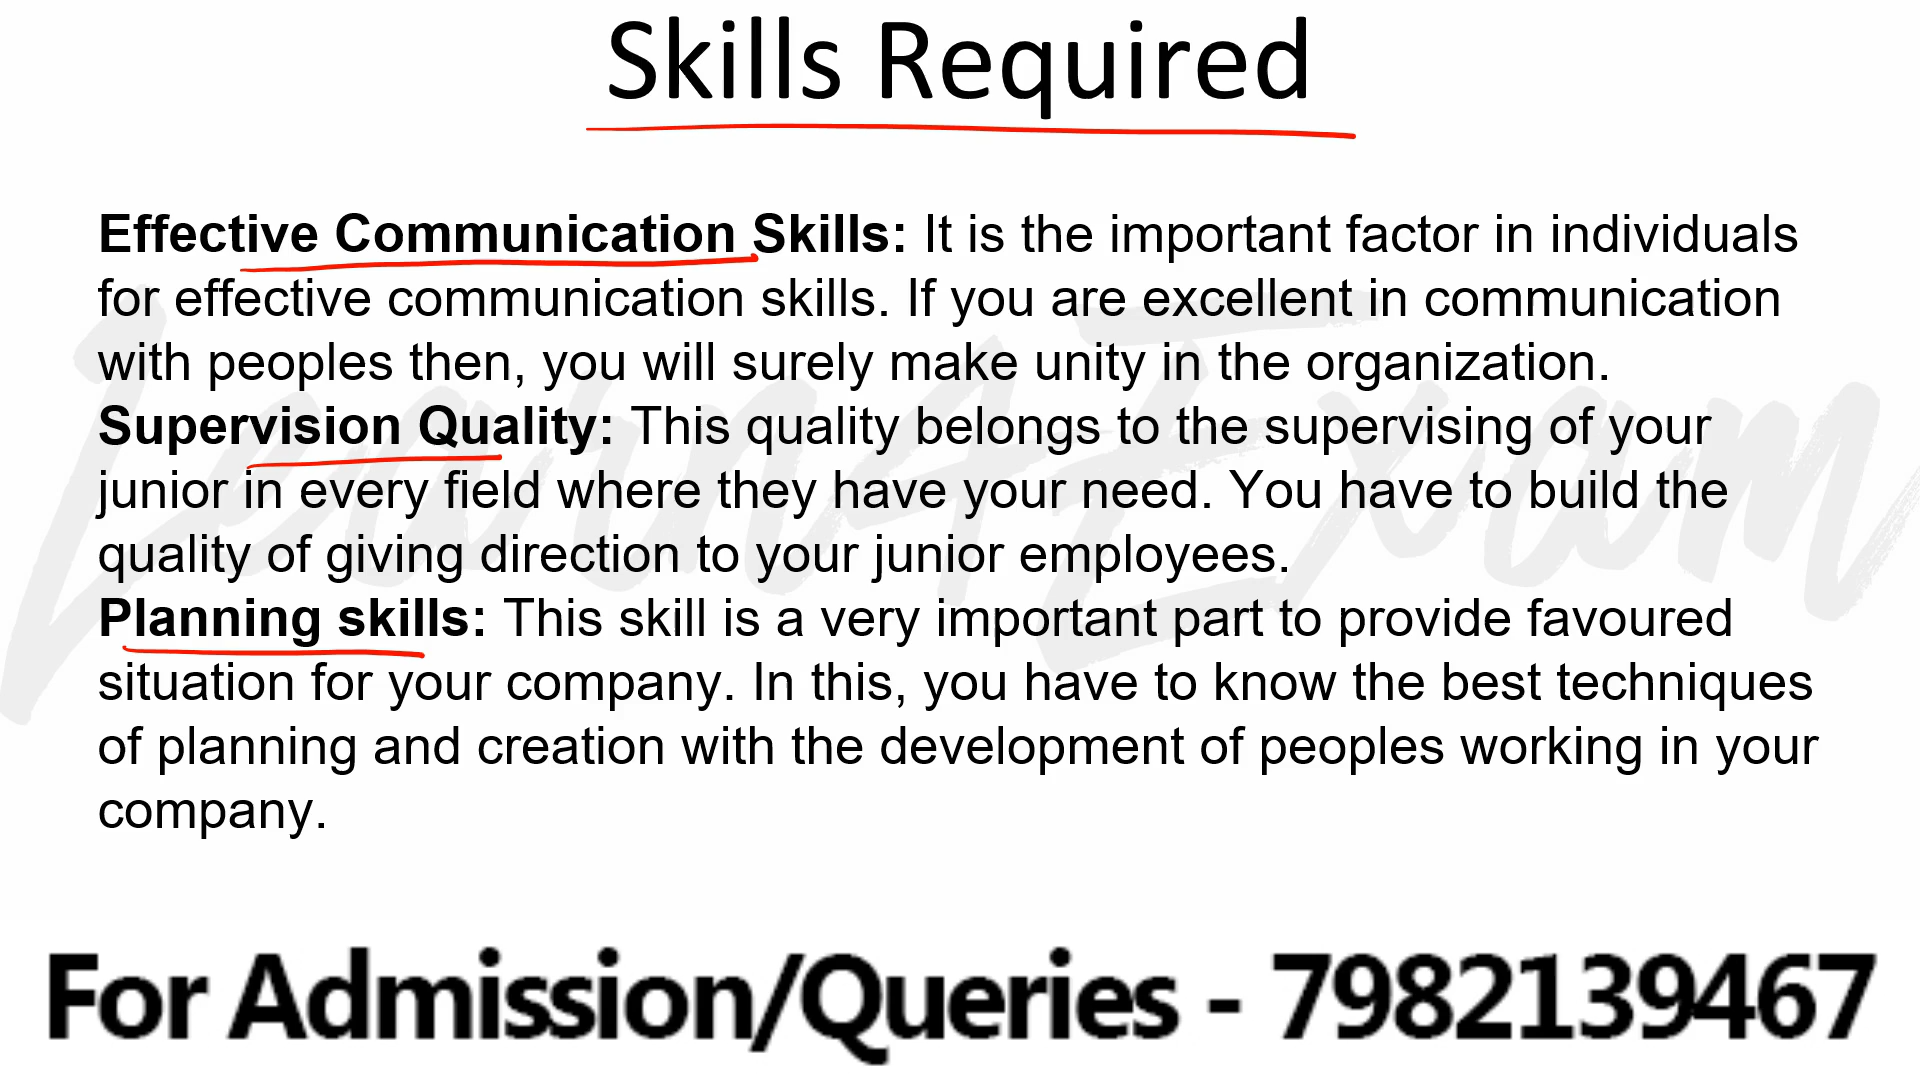 Skills Required
Effective Communication Skills: It is the important factor in individuals
for effective communication skills. If you are excellent in communication
with peoples then, you will surely make unity in the organization.
Supervision Quality: This quality belongs to the supervising of your
junior in every field where they have your need. You have to build the
quality of giving direction to your junior employees.
Planning skills: This skill is a very important part to provide favoured
situation for your company. In this, you have to know the best techniques
of planning and creation with the development of peoples working in your
company.
Learn4Exam
For Admission/Queries - 7982139467